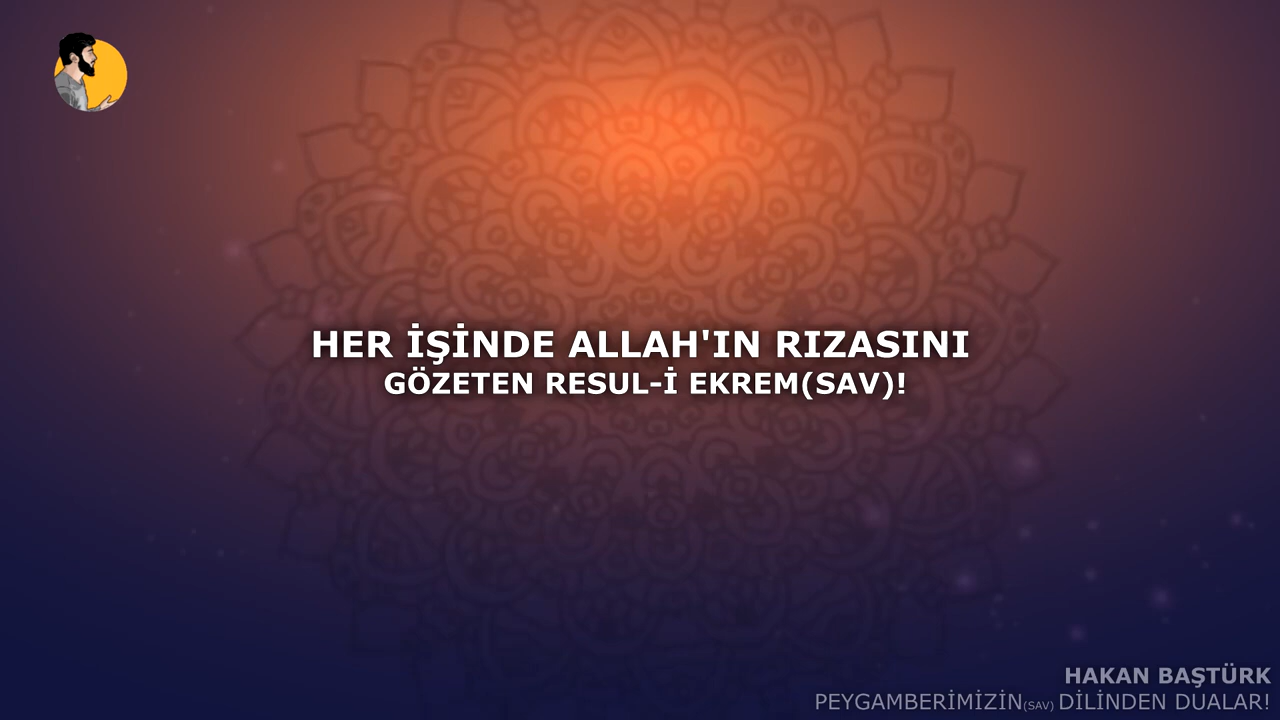 HER İŞİNDE ALLAH'IN RIZASINI
GÖZETEN RESUL-İ EKREM(SAV)!
HAKAN BAŞTÜRK
PEYGAMBERİMİZİN(SAV) DİLİNDEN DUALAR!